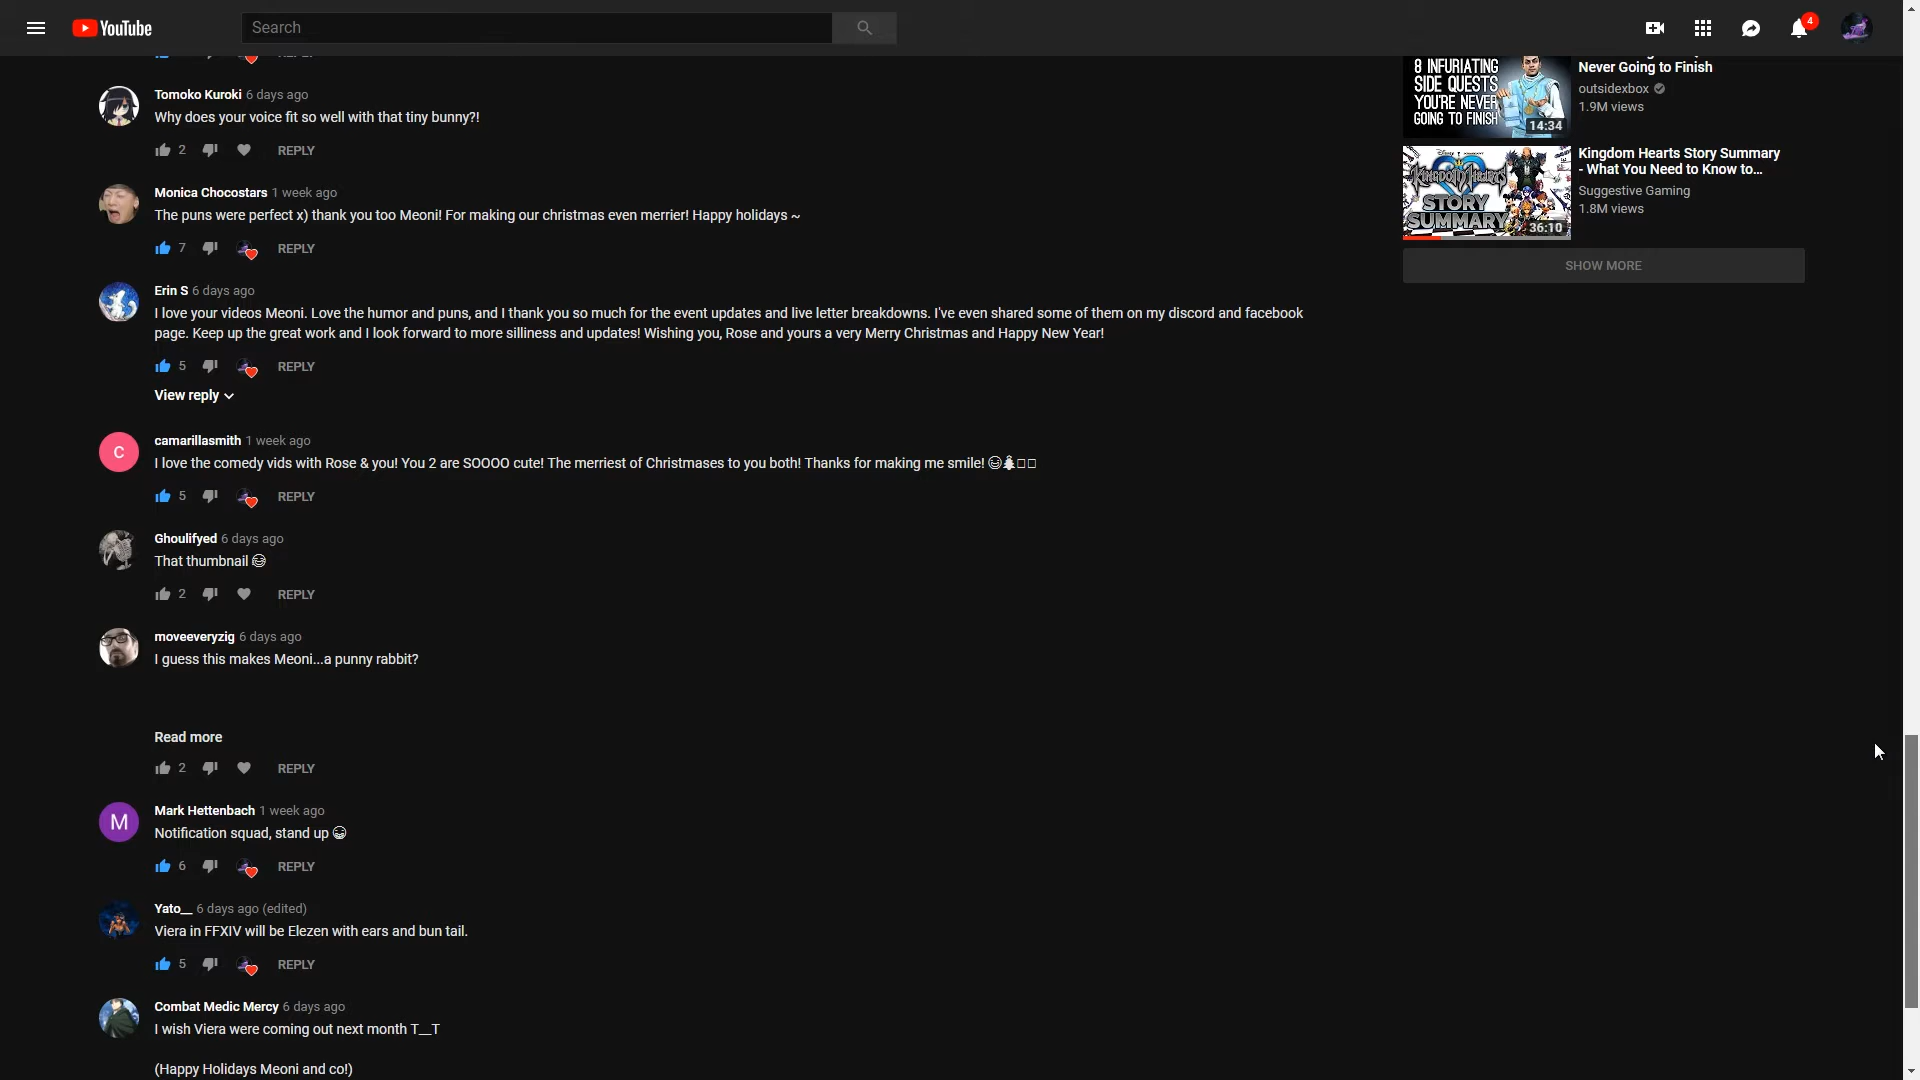 YouTube
Search
4
REPLY
Tomoko Kuroki 6 days ago
Why does your voice fit so well with that tiny bunny?!
2 REPLY
Monica Chocostars 1 week ago
The puns were perfect x) thank you too Meoni! For making our christmas even merrier! Happy holidays ~
7 REPLY
Erin S 6 days ago
I love your videos Meoni. Love the humor and puns, and I thank you so much for the event updates and live letter breakdowns. I've even shared some of them on my discord and facebook
page. Keep up the great work and I look forward to more silliness and updates! Wishing you, Rose and yours a very Merry Christmas and Happy New Year!
5 REPLY
View reply
C
camarillasmith 1 week ago
I love the comedy vids with Rose & you! You 2 are SOOOO cute! The merriest of Christmases to you both! Thanks for making me smile! 😂🎄
5 REPLY
Ghoulifyed 6 days ago
That thumbnail 😂
2 REPLY
moveeveryzig 6 days ago
I guess this makes Meoni...a punny rabbit?
Read more
2 REPLY
M
Mark Hettenbach 1 week ago
Notification squad, stand up 😂
6 REPLY
Yato__ 6 days ago (edited)
Viera in FFXIV will be Elezen with ears and bun tail.
5 REPLY
Combat Medic Mercy 6 days ago
I wish Viera were coming out next month T__T
(Happy Holidays Meoni and co!)
8 INFURIATING
SIDE QUESTS
YOU'RE NEVER
GOING TO FINISH
14:34
Never Going to Finish
outsidexbox
1.9M views
KINGDOM HEARTS
STORY
SUMMARY
36:10
Kingdom Hearts Story Summary
- What You Need to Know to...
Suggestive Gaming
1.8M views
SHOW MORE